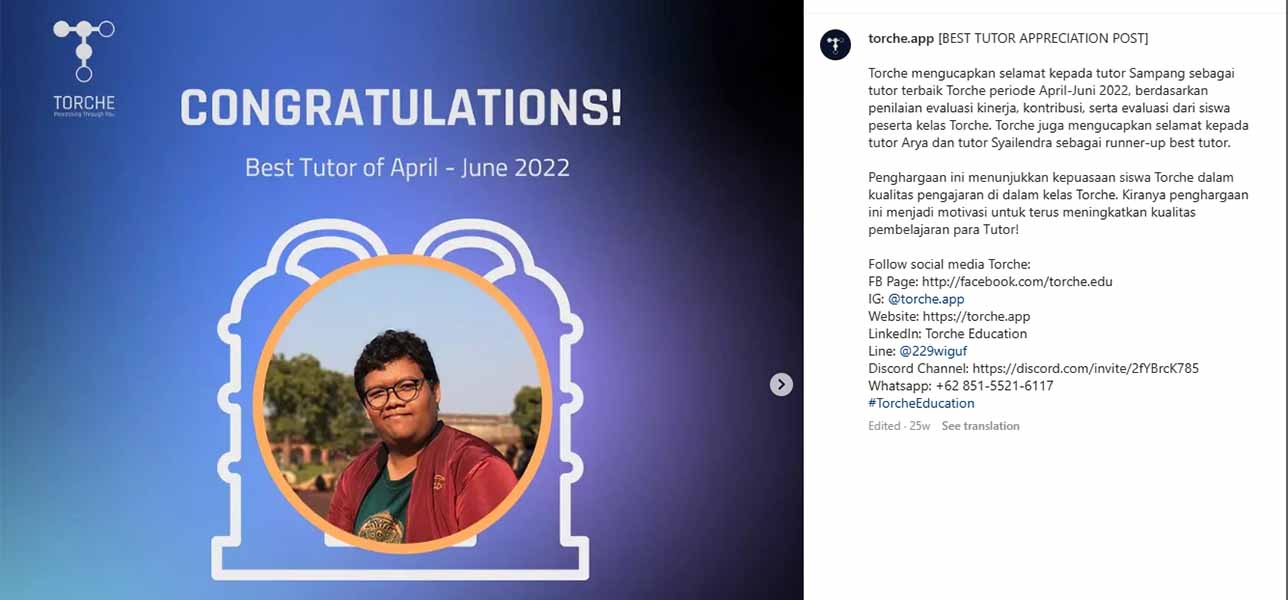 TORCHE
Processing Through You
CONGRATULATIONS!
Best Tutor of April - June 2022
torche.app [BEST TUTOR APPRECIATION POST]
Torche mengucapkan selamat kepada tutor Sampang sebagai
tutor terbaik Torche periode April-Juni 2022, berdasarkan
penilaian evaluasi kinerja, kontribusi, serta evaluasi dari siswa
peserta kelas Torche. Torche juga mengucapkan selamat kepada
tutor Arya dan tutor Syailendra sebagai runner-up best tutor.
Penghargaan ini menunjukkan kepuasaan siswa Torche dalam
kualitas pengajaran di dalam kelas Torche. Kiranya penghargaan
ini menjadi motivasi untuk terus meningkatkan kualitas
pembelajaran para Tutor!
Follow social media Torche:
FB Page: http://facebook.com/torche.edu
IG: @torche.app
Website: https://torche.app
LinkedIn: Torche Education
Line: @229wiguf
Discord Channel: https://discord.com/invite/2fYBrcK785
Whatsapp: +62 851-5521-6117
#TorcheEducation
Edited · 25w See translation